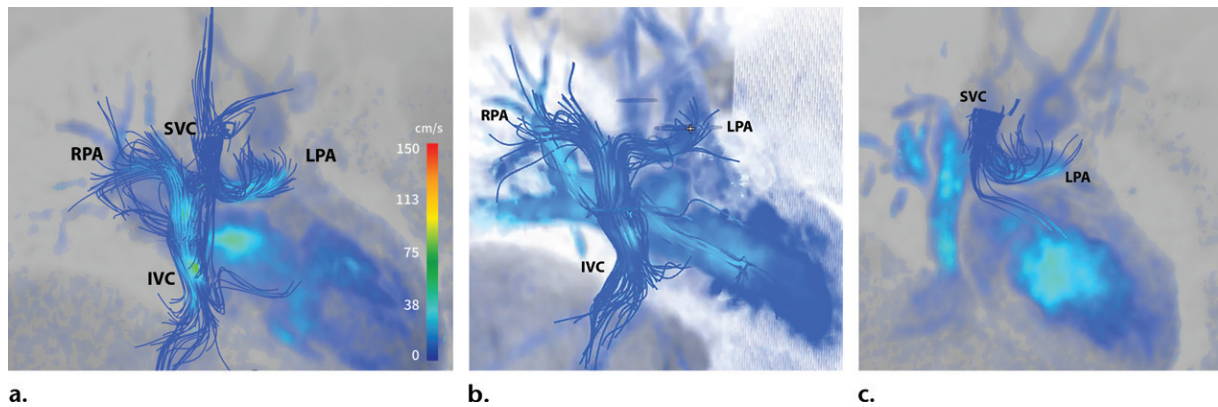 SVC
cm/s
RPA
LPA
150
113
75
IVC
38
0
a.
RPA
LPA
IVC
b.
SVC
LPA
c.